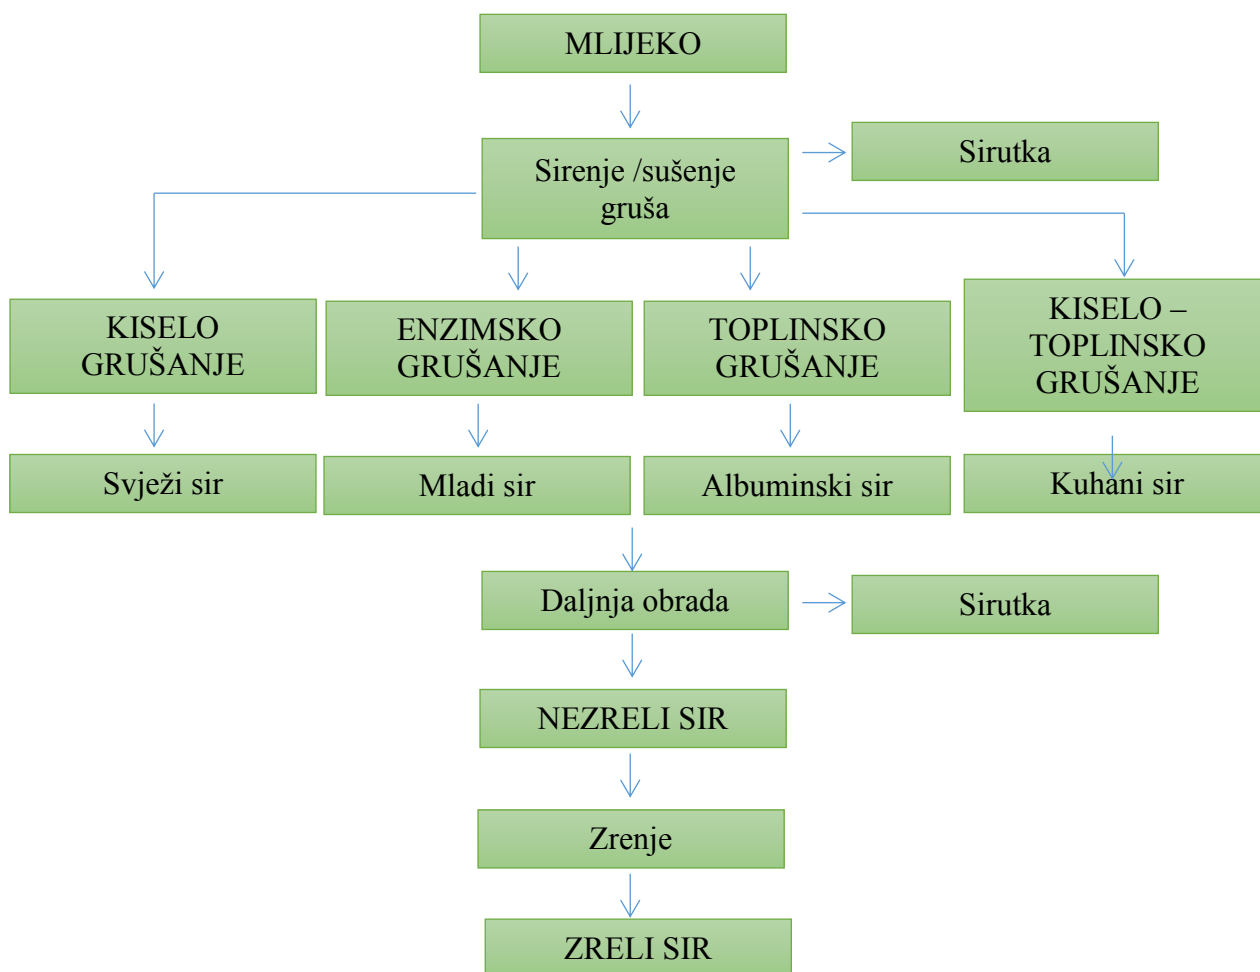 MLIJEKO
Sirenje /sušenje
gruša
Sirutka
KISELO
GRUŠANJE
ENZIMSKO
GRUŠANJE
TOPLINSKO
GRUŠANJE
KISELO –
TOPLINSKO
GRUŠANJE
Svježi sir
Mladi sir
Albuminski sir
Kuhani sir
Daljnja obrada
Sirutka
NEZRELI SIR
Zrenje
ZRELI SIR